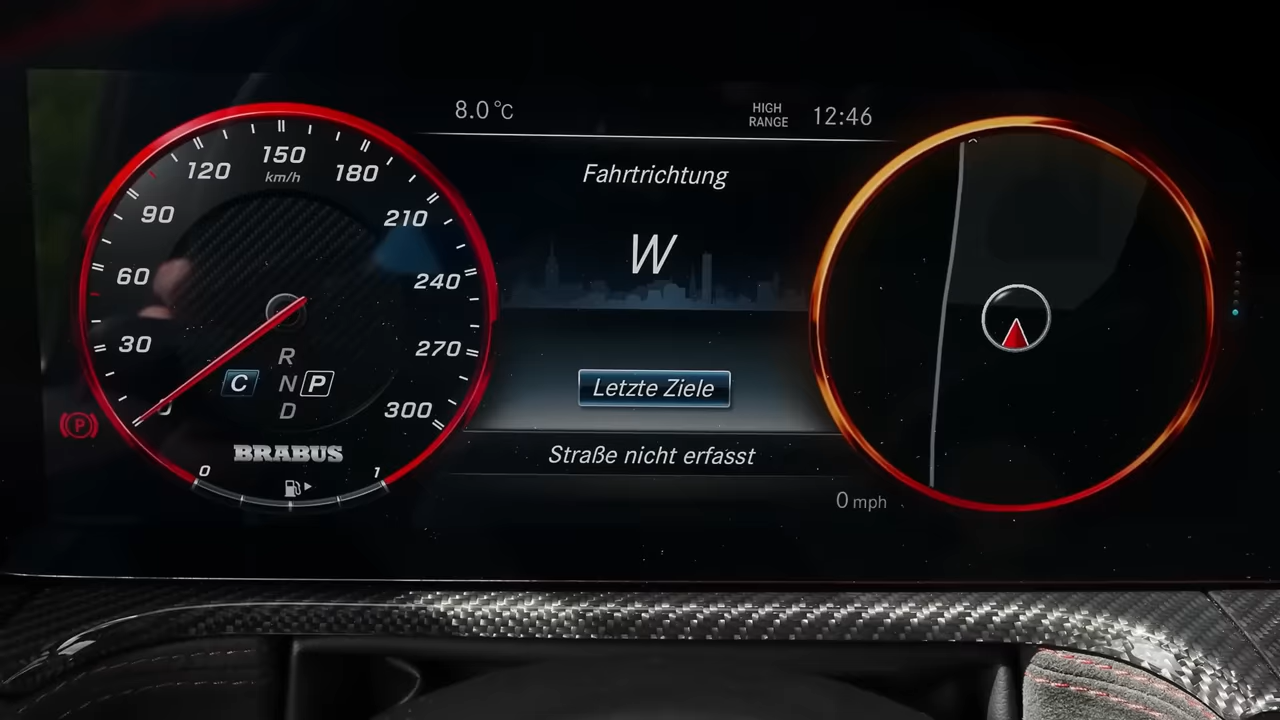 8.0 °C
HIGH
RANGE
12:46
0
30
60
90
120
150
km/h
180
210
240
270
300
R
C
N
P
D
BRABUS
0
1
P
Fahrtrichtung
W
Letzte Ziele
Straße nicht erfasst
0 mph